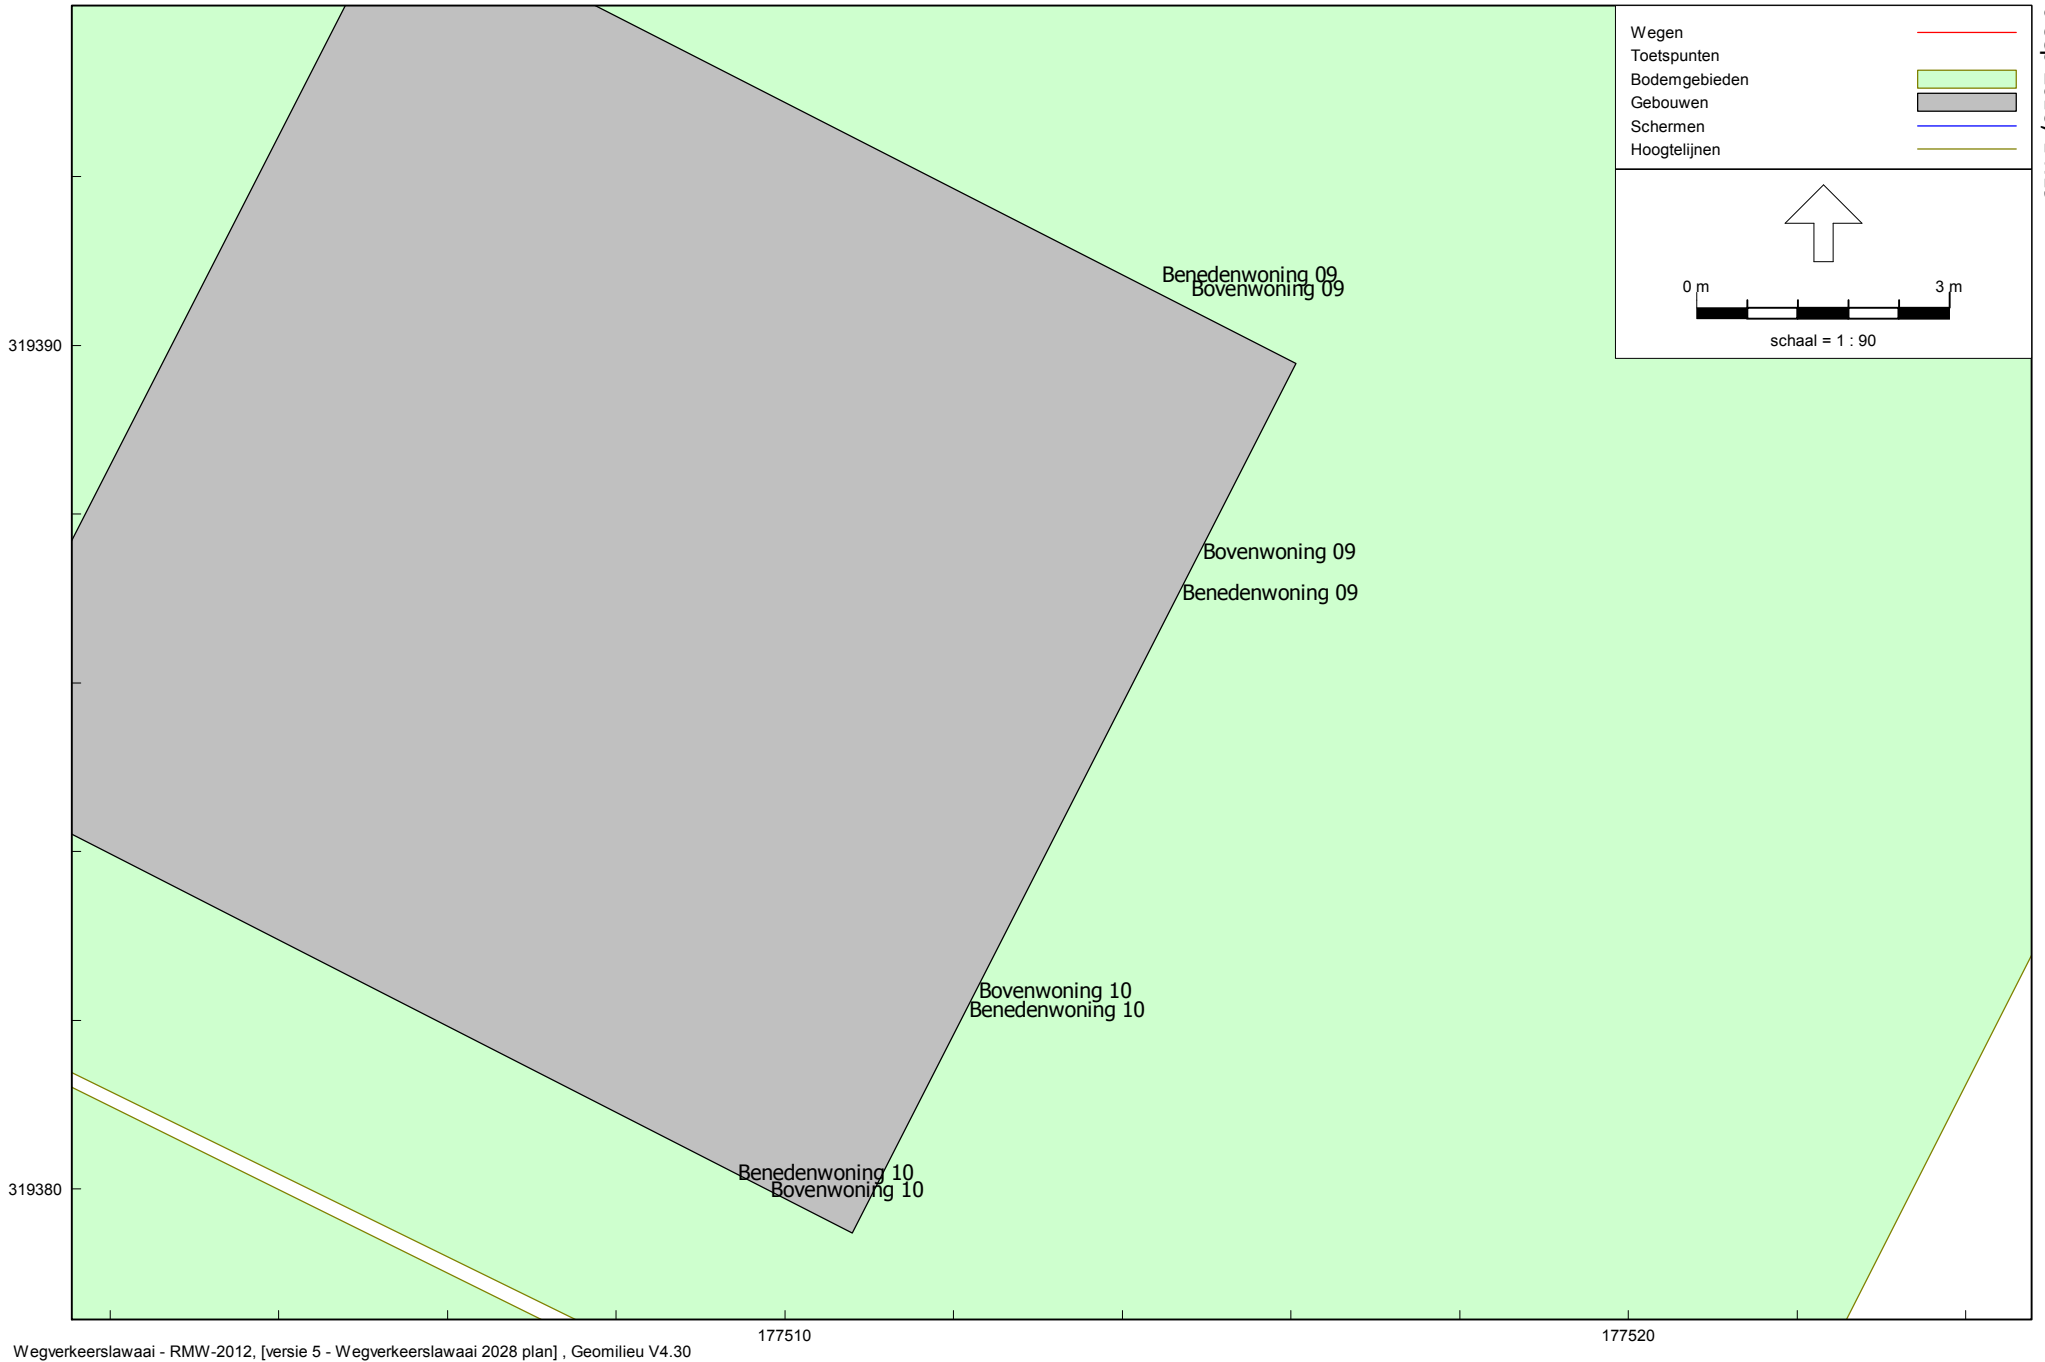 Wegen
Toetspunten
Bodemgebieden
Gebouwen
Schermen
Hoogtelijnen
0 m 3 m
schaal = 1 : 90
Benedenwoning 09
Bovenwoning 09
319390
Bovenwoning 09
Benedenwoning 09
Bovenwoning 10
Benedenwoning 10
Benedenwoning 10
Bovenwoning 10
319380
177510 177520
Wegverkeerslawaai - RMW-2012, [versie 5 - Wegverkeerslawaai 2028 plan] , Geomilieu V4.30